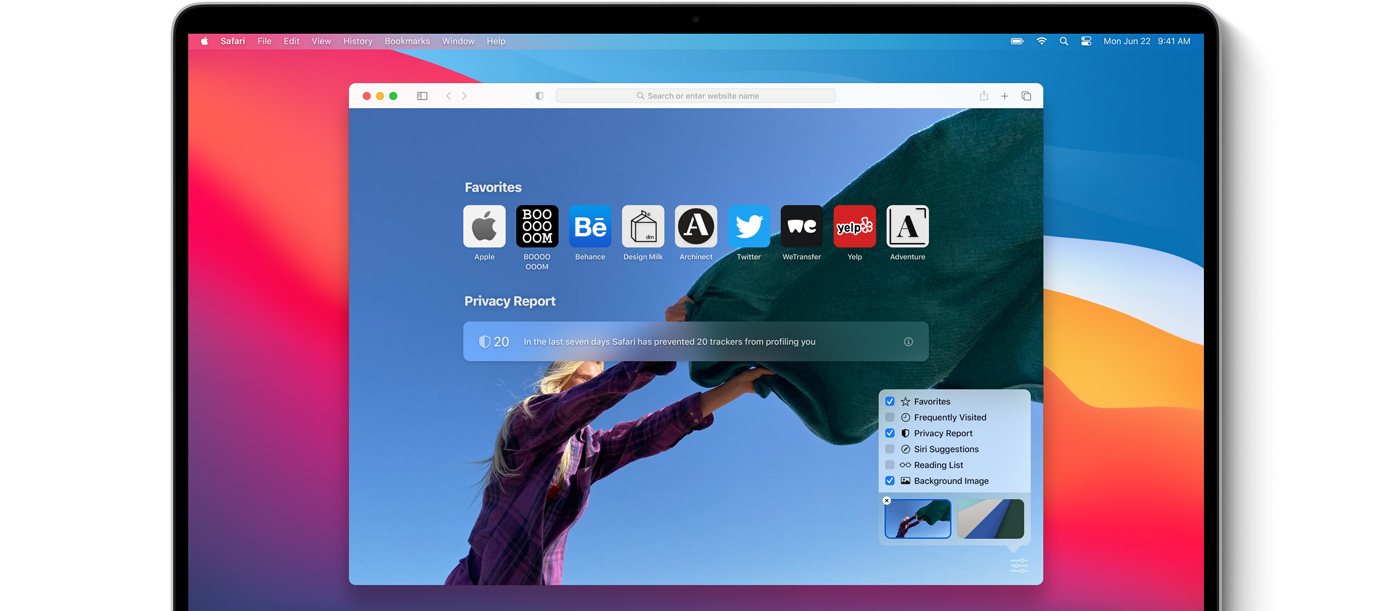 Safari File Edit View History Bookmarks Window Help Mon Jun 22 9:41 AM
Search or enter website name
Favorites
BOO
OOO
OOM
Bē
dm
A
we
yelp
A
Apple
BOOOO
OOOM
Behance
Design Milk
Archinect
Twitter
WeTransfer
Yelp
Adventure
Privacy Report
20 In the last seven days Safari has prevented 20 trackers from profiling you
Favorites
Frequently Visited
Privacy Report
Siri Suggestions
Reading List
Background Image